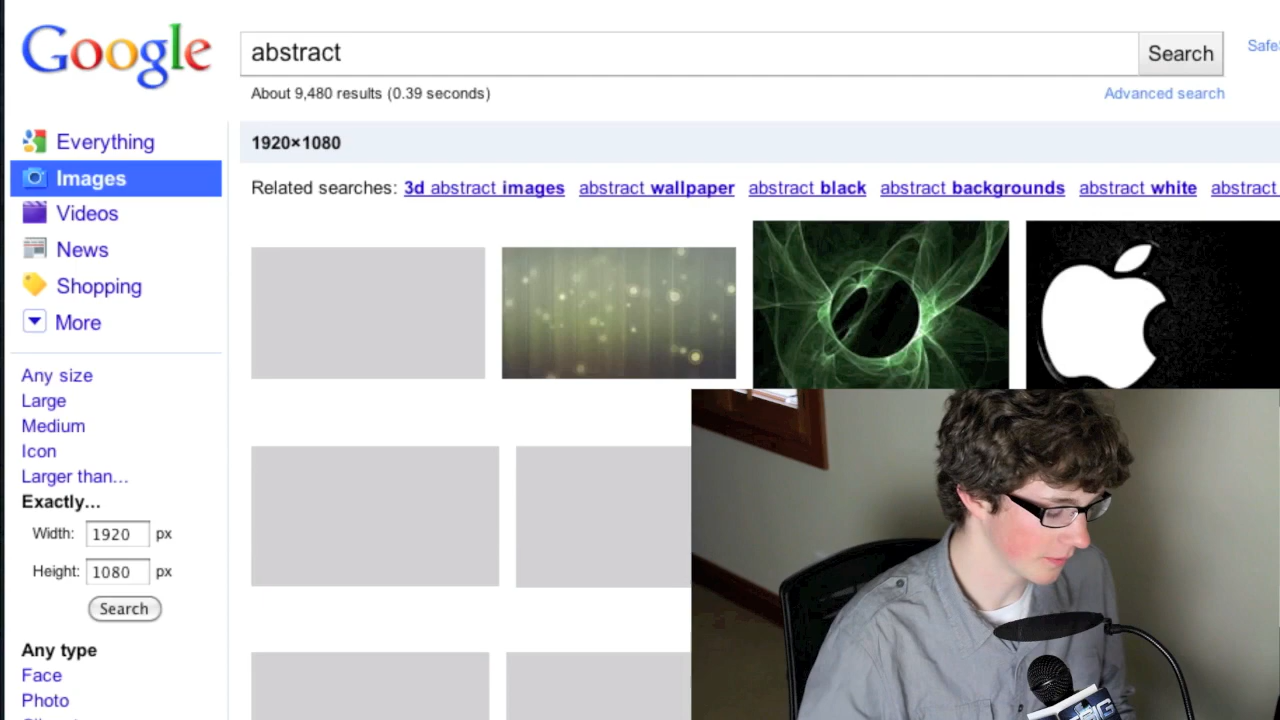 Google
abstract
Search
About 9,480 results (0.39 seconds)
Advanced search
Everything
Images
Videos
News
Shopping
More
1920×1080
Related searches: 3d abstract images abstract wallpaper abstract black abstract backgrounds abstract white abstract
Any size
Large
Medium
Icon
Larger than...
Exactly...
Width: 1920 px
Height: 1080 px
Search
Any type
Face
Photo